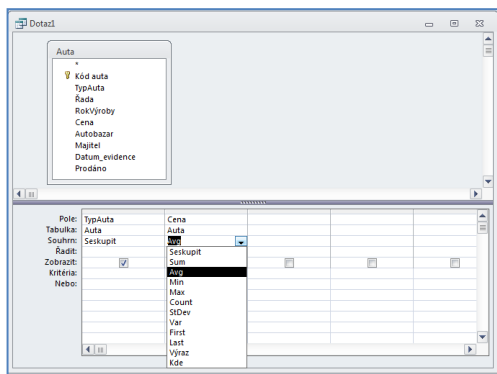 Dotaz1
Auta
*
Kód auta
TypAuta
Řada
RokVýroby
Cena
Autobazar
Majitel
Datum_evidence
Prodáno
Pole: TypAuta Cena
Tabulka: Auta Auta
Souhrn: Seskupit Avg
Řadit: Seskupit
Zobrazit: Sum
Kritéria: Avg
Nebo: Min
Max
Count
StDev
Var
First
Last
Výraz
Kde